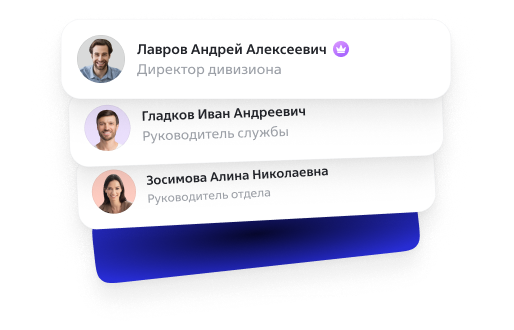 Лавров Андрей Алексеевич
Директор дивизиона
Гладков Иван Андреевич
Руководитель службы
Зосимова Алина Николаевна
Руководитель отдела